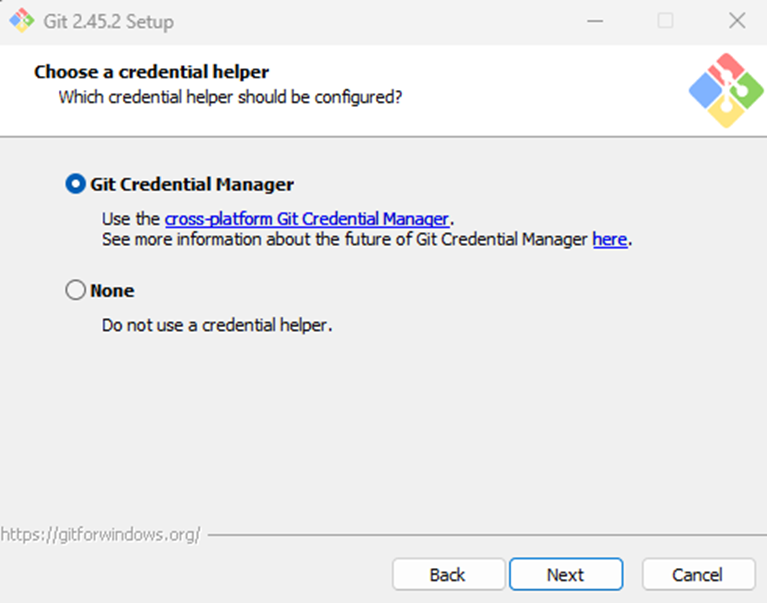 Git 2.45.2 Setup
Choose a credential helper
Which credential helper should be configured?
Git Credential Manager
Use the cross-platform Git Credential Manager.
See more information about the future of Git Credential Manager here.
None
Do not use a credential helper.
https://gitforwindows.org/
Back Next Cancel